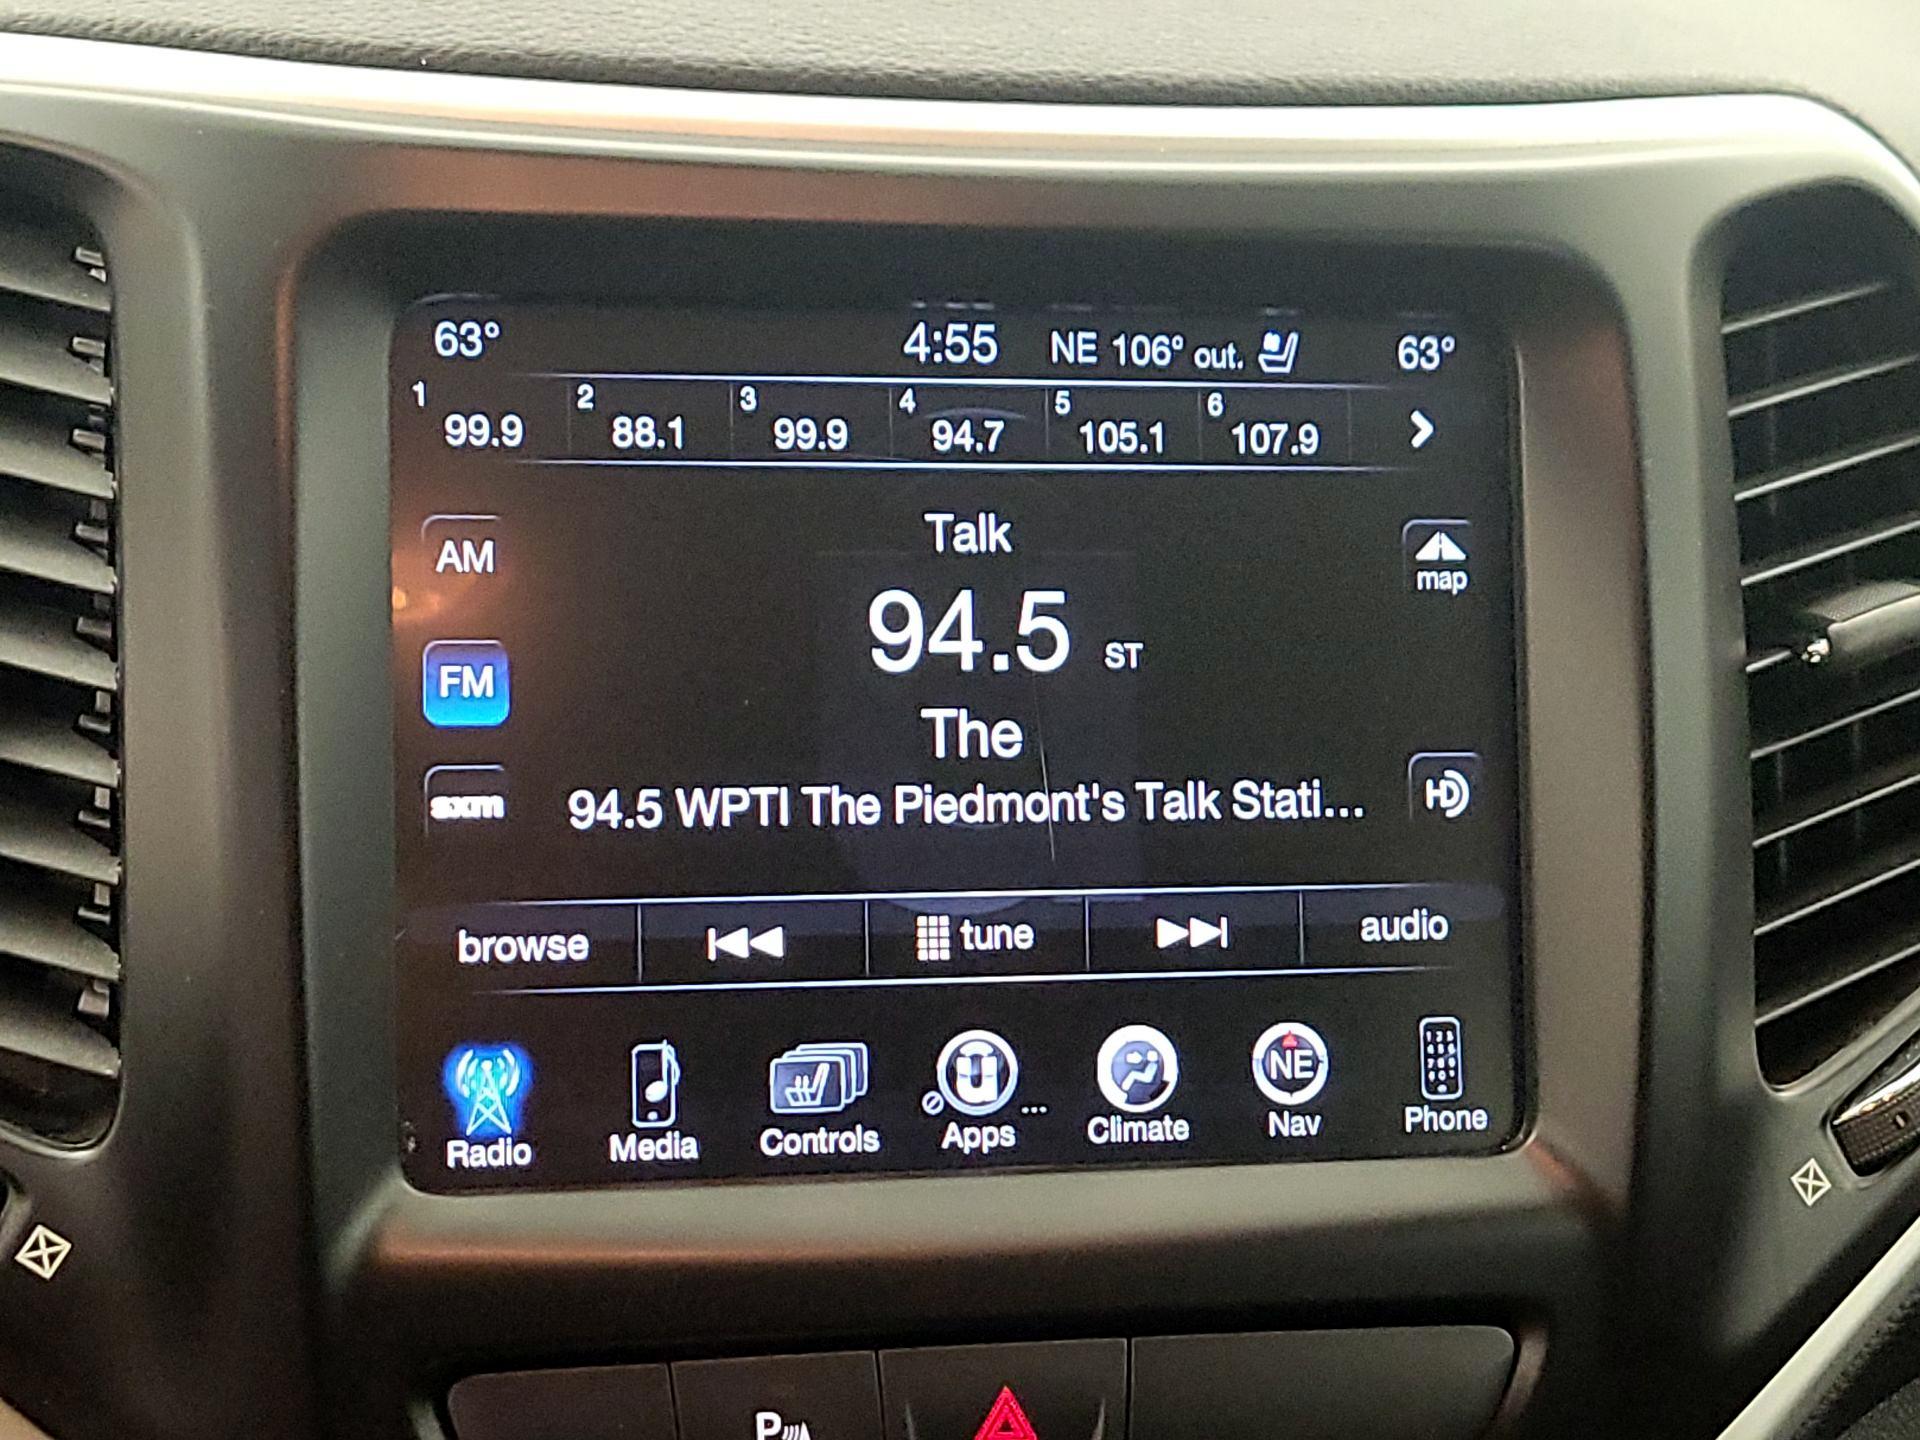 63° 4:55 NE 106° out. 63°
1 2 3 4 5 6
99.9 88.1 99.9 94.7 105.1 107.9
Talk
AM
map
94.5 ST
FM
The
sxm
94.5 WPTI The Piedmont's Talk Stati...
HD
browse tune audio
NE
...
Radio Media Controls Apps Climate Nav Phone
P